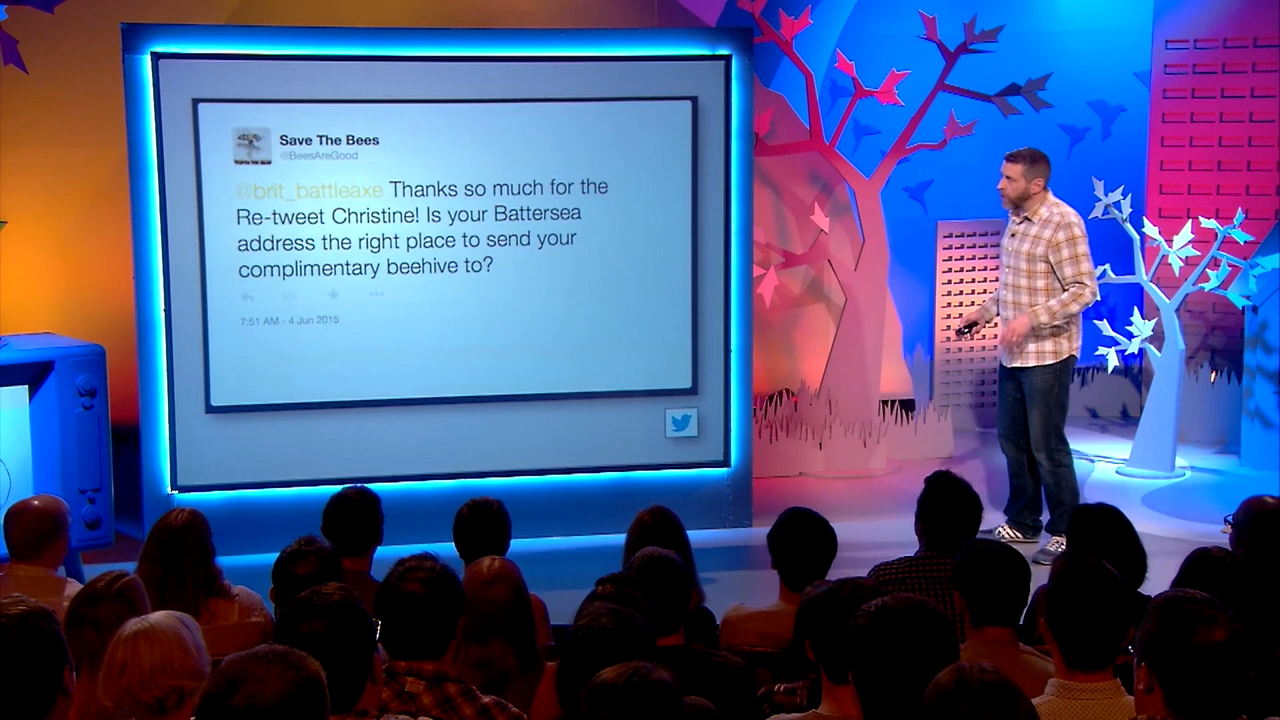 Save The Bees
@BeesAreGood
@brit_battleaxe Thanks so much for the
Re-tweet Christine! Is your Battersea
address the right place to send your
complimentary beehive to?
7:51 AM - 4 Jun 2015